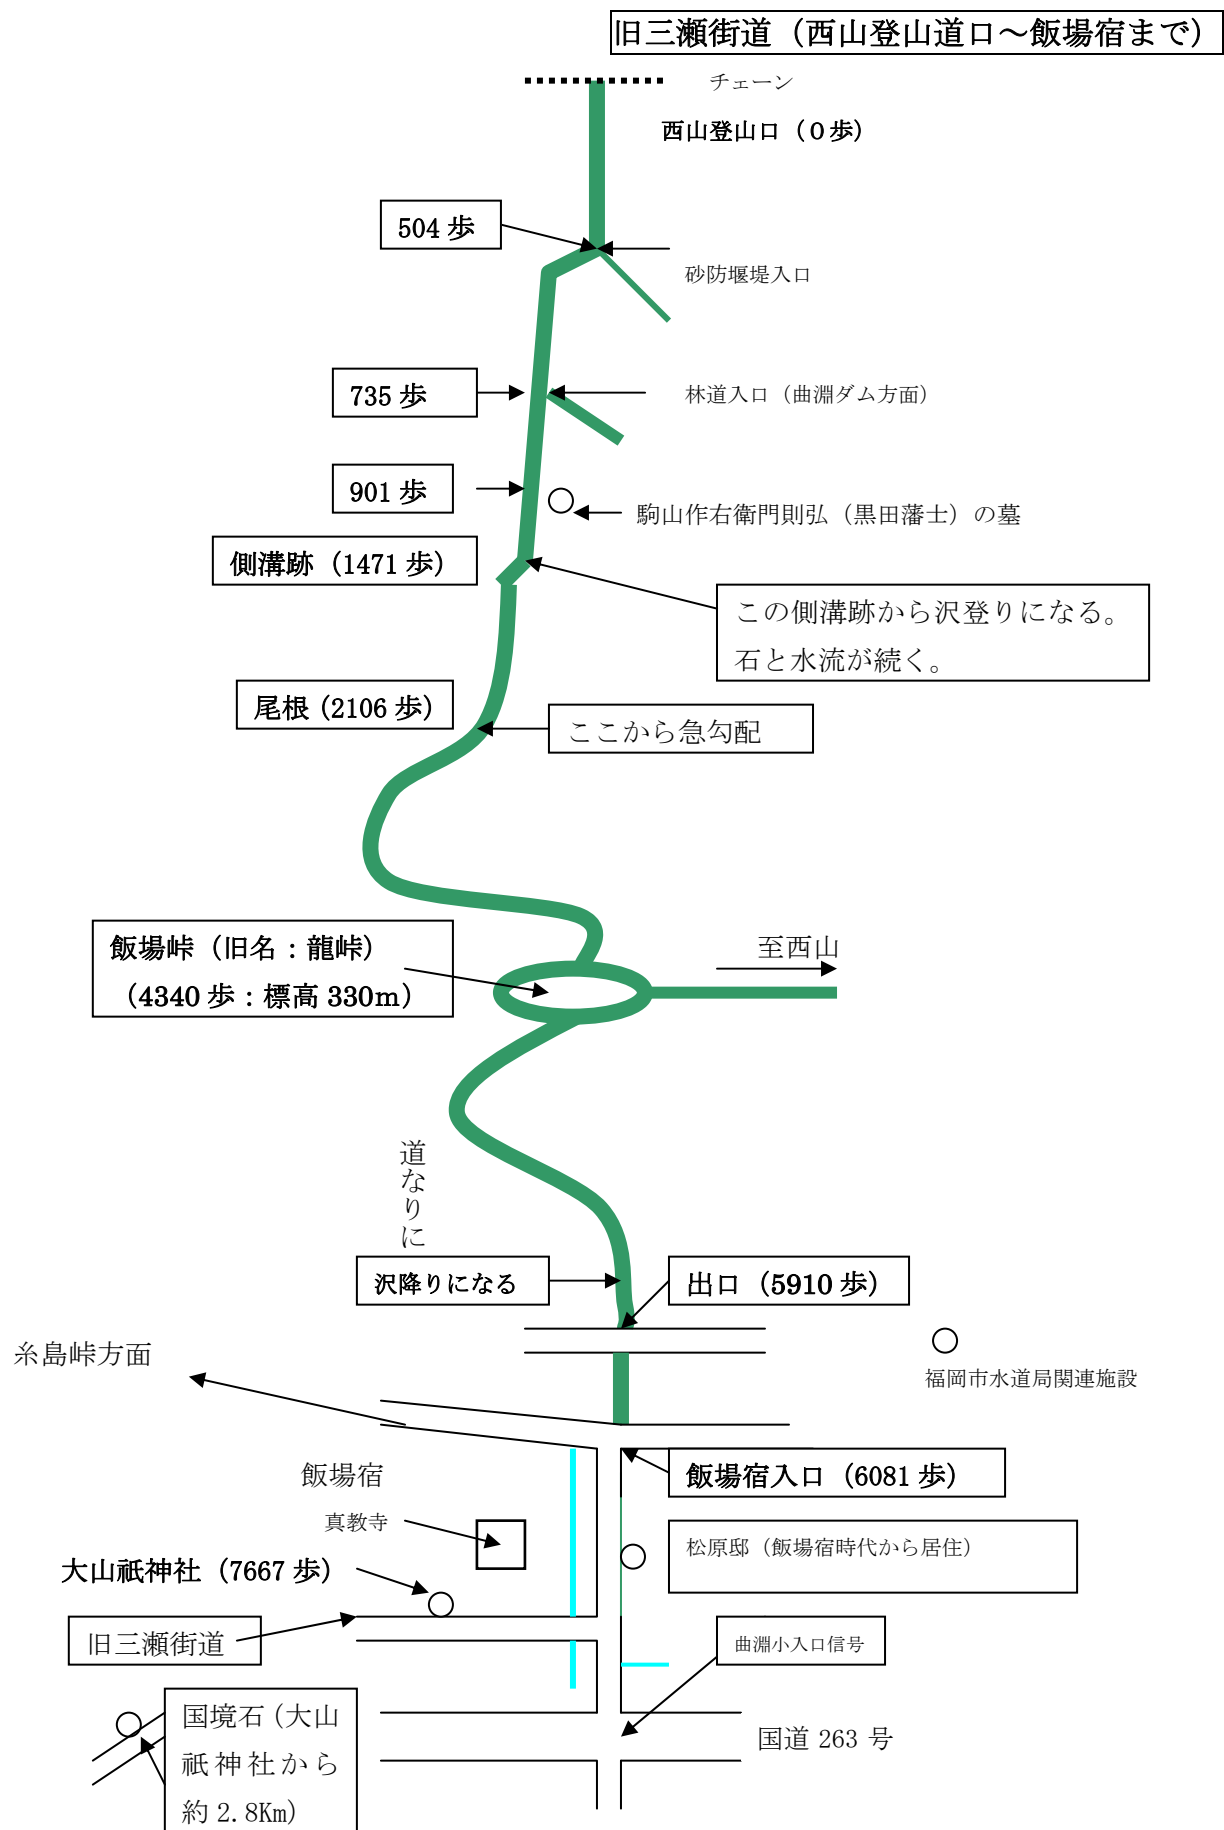 旧三瀬街道（西山登山道口～飯場宿まで）
チェーン
西山登山口（０歩）
504 歩
砂防堰堤入口
735 歩
林道入口（曲淵ダム方面）
901 歩
駒山作右衛門則弘（黒田藩士）の墓
側溝跡（1471 歩）
この側溝跡から沢登りになる。
石と水流が続く。
尾根（2106 歩）
ここから急勾配
飯場峠（旧名：龍峠）
（4340 歩：標高 330m）
至西山
道なりに
沢降りになる
出口（5910 歩）
糸島峠方面
福岡市水道局関連施設
飯場宿入口（6081 歩）
飯場宿
真教寺
松原邸（飯場宿時代から居住）
大山祇神社（7667 歩）
旧三瀬街道
曲淵小入口信号
国境石（大山
祇神社から
約 2.8Km）
国道 263 号